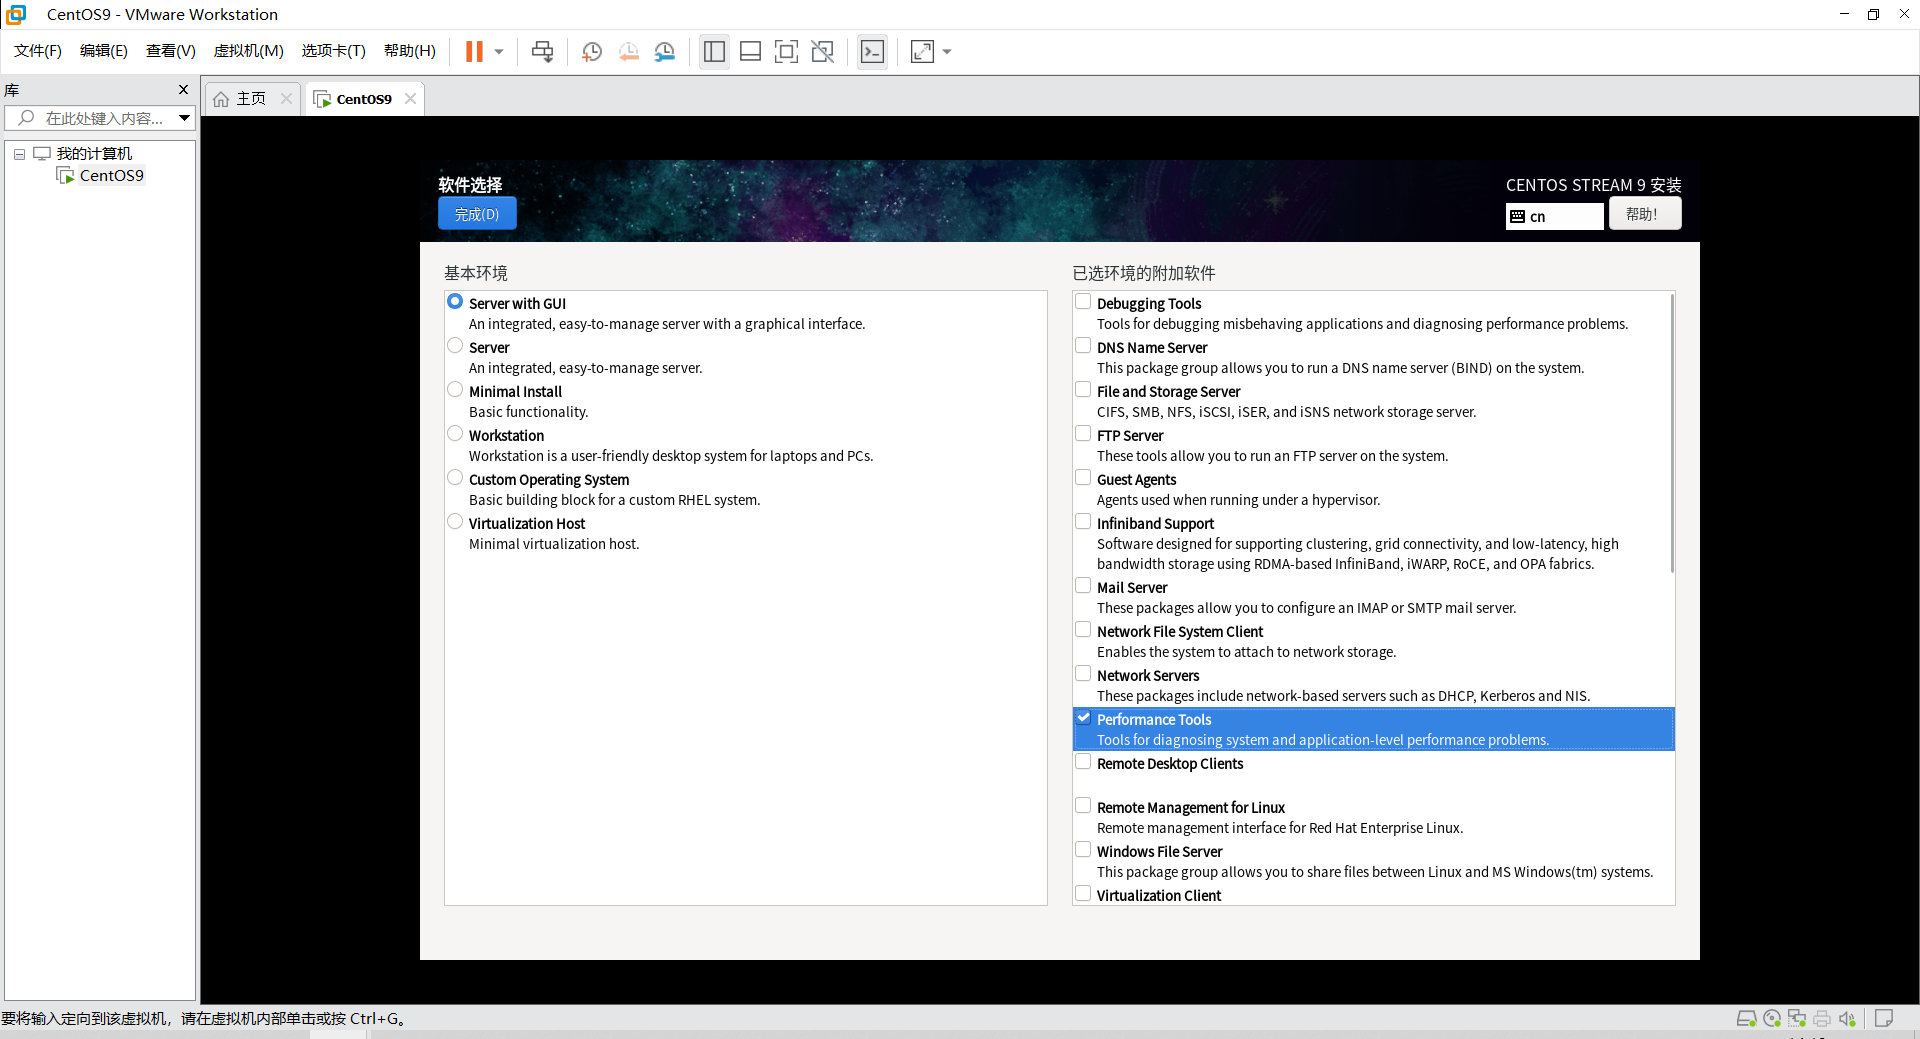 CentOS9 - VMware Workstation
文件(F) 编辑(E) 查看(V) 虚拟机(M) 选项卡(T) 帮助(H)
库
在此处键入内容...
我的计算机
CentOS9
主页
CentOS9
软件选择
完成(D)
CENTOS STREAM 9 安装
cn
帮助!
基本环境
Server with GUI
An integrated, easy-to-manage server with a graphical interface.
Server
An integrated, easy-to-manage server.
Minimal Install
Basic functionality.
Workstation
Workstation is a user-friendly desktop system for laptops and PCs.
Custom Operating System
Basic building block for a custom RHEL system.
Virtualization Host
Minimal virtualization host.
已选环境的附加软件
Debugging Tools
Tools for debugging misbehaving applications and diagnosing performance problems.
DNS Name Server
This package group allows you to run a DNS name server (BIND) on the system.
File and Storage Server
CIFS, SMB, NFS, iSCSI, iSER, and iSNS network storage server.
FTP Server
These tools allow you to run an FTP server on the system.
Guest Agents
Agents used when running under a hypervisor.
Infiniband Support
Software designed for supporting clustering, grid connectivity, and low-latency, high
bandwidth storage using RDMA-based InfiniBand, iWARP, RoCE, and OPA fabrics.
Mail Server
These packages allow you to configure an IMAP or SMTP mail server.
Network File System Client
Enables the system to attach to network storage.
Network Servers
These packages include network-based servers such as DHCP, Kerberos and NIS.
Performance Tools
Tools for diagnosing system and application-level performance problems.
Remote Desktop Clients
Remote Management for Linux
Remote management interface for Red Hat Enterprise Linux.
Windows File Server
This package group allows you to share files between Linux and MS Windows(tm) systems.
Virtualization Client
要将输入定向到该虚拟机，请在虚拟机内部单击或按 Ctrl+G。